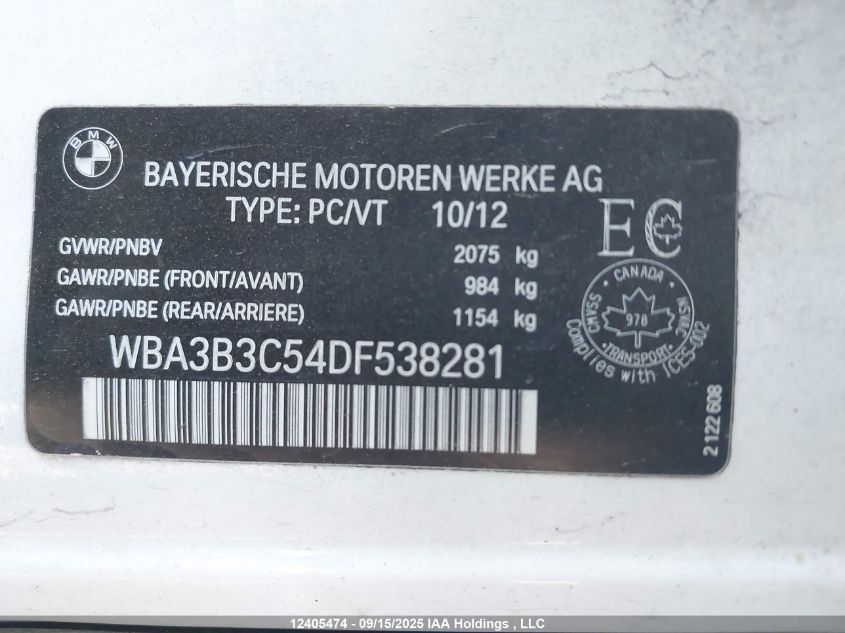 BMW
BAYERISCHE MOTOREN WERKE AG
TYPE: PC/VT 10/12
EC
GVWR/PNBV 2075 kg
GAWR/PNBE (FRONT/AVANT) 984 kg
GAWR/PNBE (REAR/ARRIERE) 1154 kg
CANADA
CMVSS
NSVAC
978
TRANSPORT
Complies with ICES-002
WBA3B3C54DF538281
2 122 608
12405474 - 09/15/2025 IAA Holdings , LLC